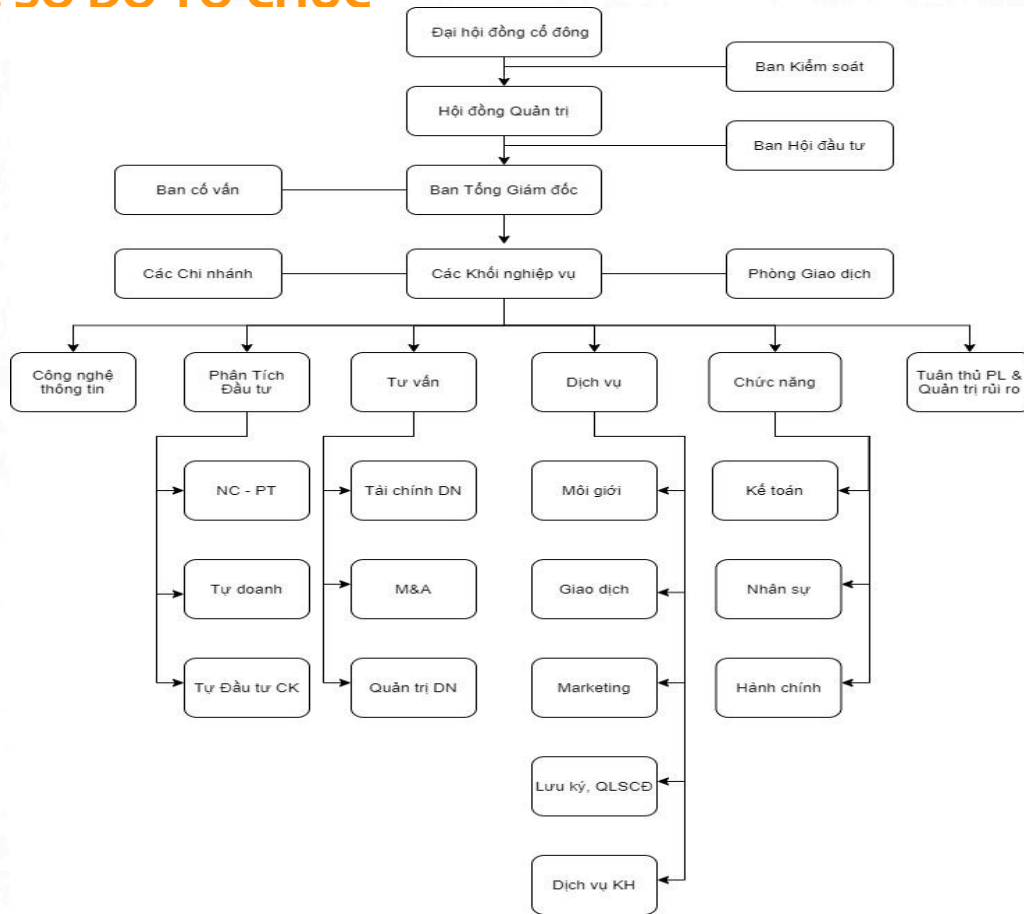 SƠ ĐỒ TỔ CHỨC
Đại hội đồng cổ đông
Ban Kiểm soát
Hội đồng Quản trị
Ban Hội đầu tư
Ban cố vấn
Ban Tổng Giám đốc
Các Chi nhánh
Các Khối nghiệp vụ
Phòng Giao dịch
Công nghệ
thông tin
Phân Tích
Đầu tư
Tư vấn
Dịch vụ
Chức năng
Tuân thủ PL &
Quản trị rủi ro
NC - PT
Tài chính DN
Môi giới
Kế toán
Tự doanh
M&A
Giao dịch
Nhân sự
Tự Đầu tư CK
Quản trị DN
Marketing
Hành chính
Lưu ký, QLSCĐ
Dịch vụ KH